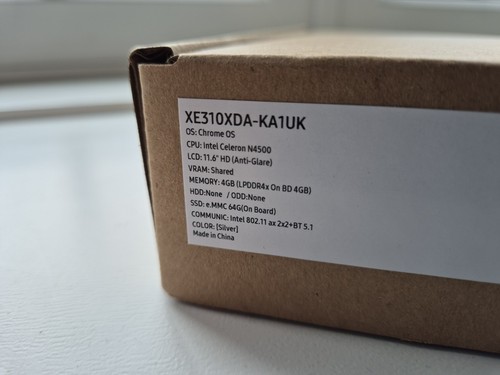 XE310XDA-KA1UK
OS: Chrome OS
CPU: Intel Celeron N4500
LCD: 11.6" HD (Anti-Glare)
VRAM: Shared
MEMORY: 4GB (LPDDR4x On BD 4GB)
HDD:None / ODD:None
SSD: e.MMC 64G(On Board)
COMMUNIC: Intel 802.11 ax 2x2+BT 5.1
COLOR: [Silver]
Made in China